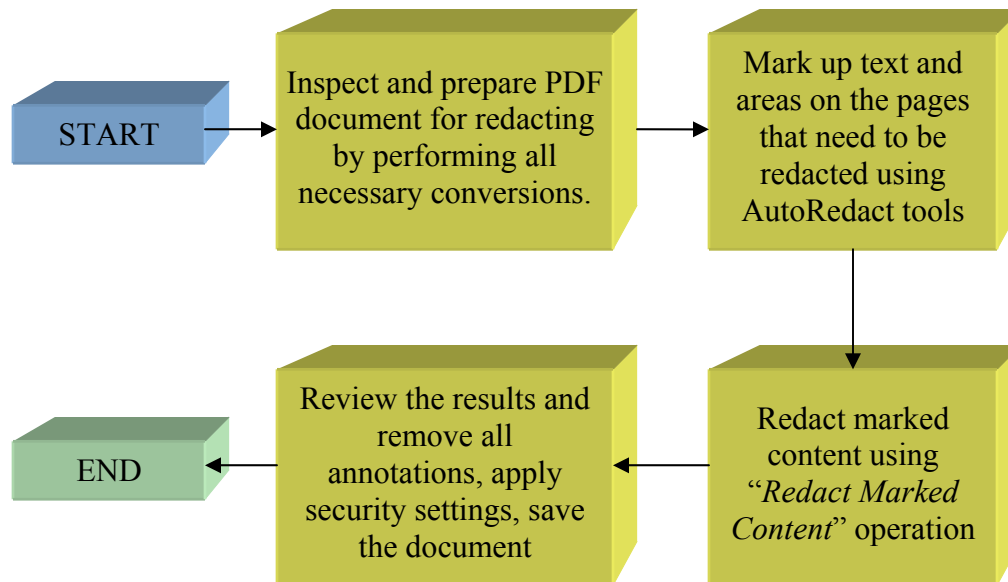 START
Inspect and prepare PDF
document for redacting
by performing all
necessary conversions.
Mark up text and
areas on the pages
that need to be
redacted using
AutoRedact tools
Redact marked
content using
“Redact Marked
Content” operation
Review the results and
remove all
annotations, apply
security settings, save
the document
END